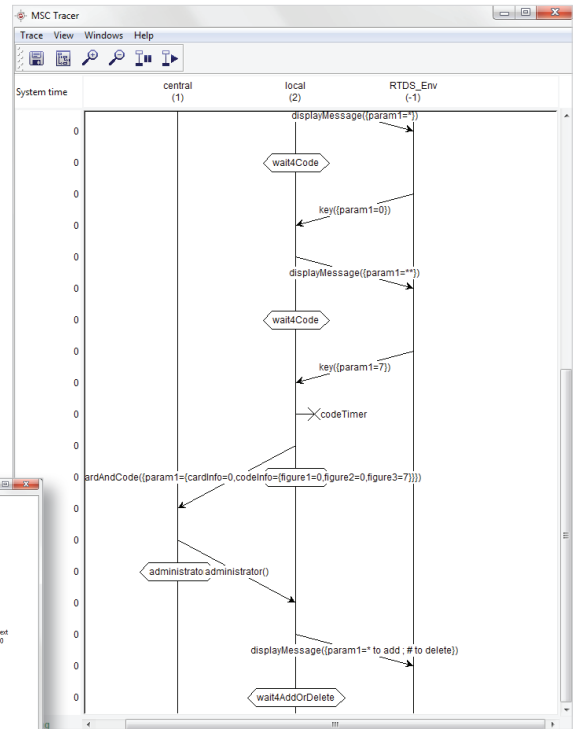 MSC Tracer
Trace View Windows Help
System time
central
(1)
local
(2)
RTDS_Env
(-1)
displayMessage({param1=*})
0
0 wait4Code
0
key({param1=0})
0
0
displayMessage({param1=**})
0
0 wait4Code
0
key({param1=7})
0
0 codeTimer
0
0 ardAndCode({param1={cardInfo=0,codeInfo={figure1=0,figure2=0,figure3=7}}})
0
0
0 administrato administrator()
0
0
displayMessage({param1=* to add ; # to delete})
0
0 wait4AddOrDelete